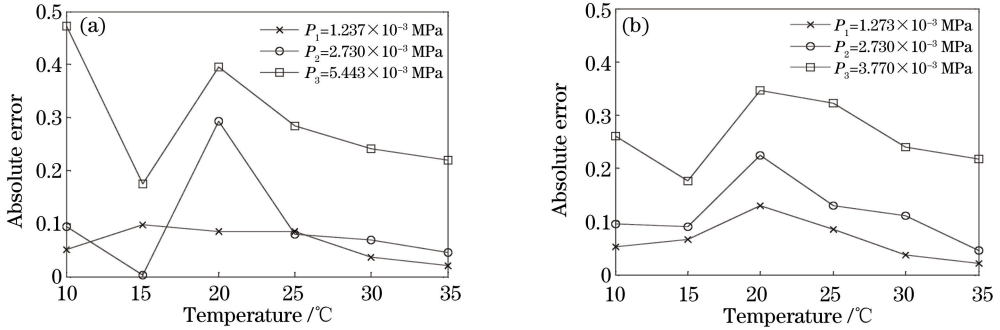 (a)
P1=1.237×10⁻³ MPa
P2=2.730×10⁻³ MPa
P3=5.443×10⁻³ MPa
Absolute error
0.5
0.4
0.3
0.2
0.1
0
10 15 20 25 30 35
Temperature /℃
(b)
P1=1.273×10⁻³ MPa
P2=2.730×10⁻³ MPa
P3=3.770×10⁻³ MPa
Absolute error
0.5
0.4
0.3
0.2
0.1
0
10 15 20 25 30 35
Temperature /℃